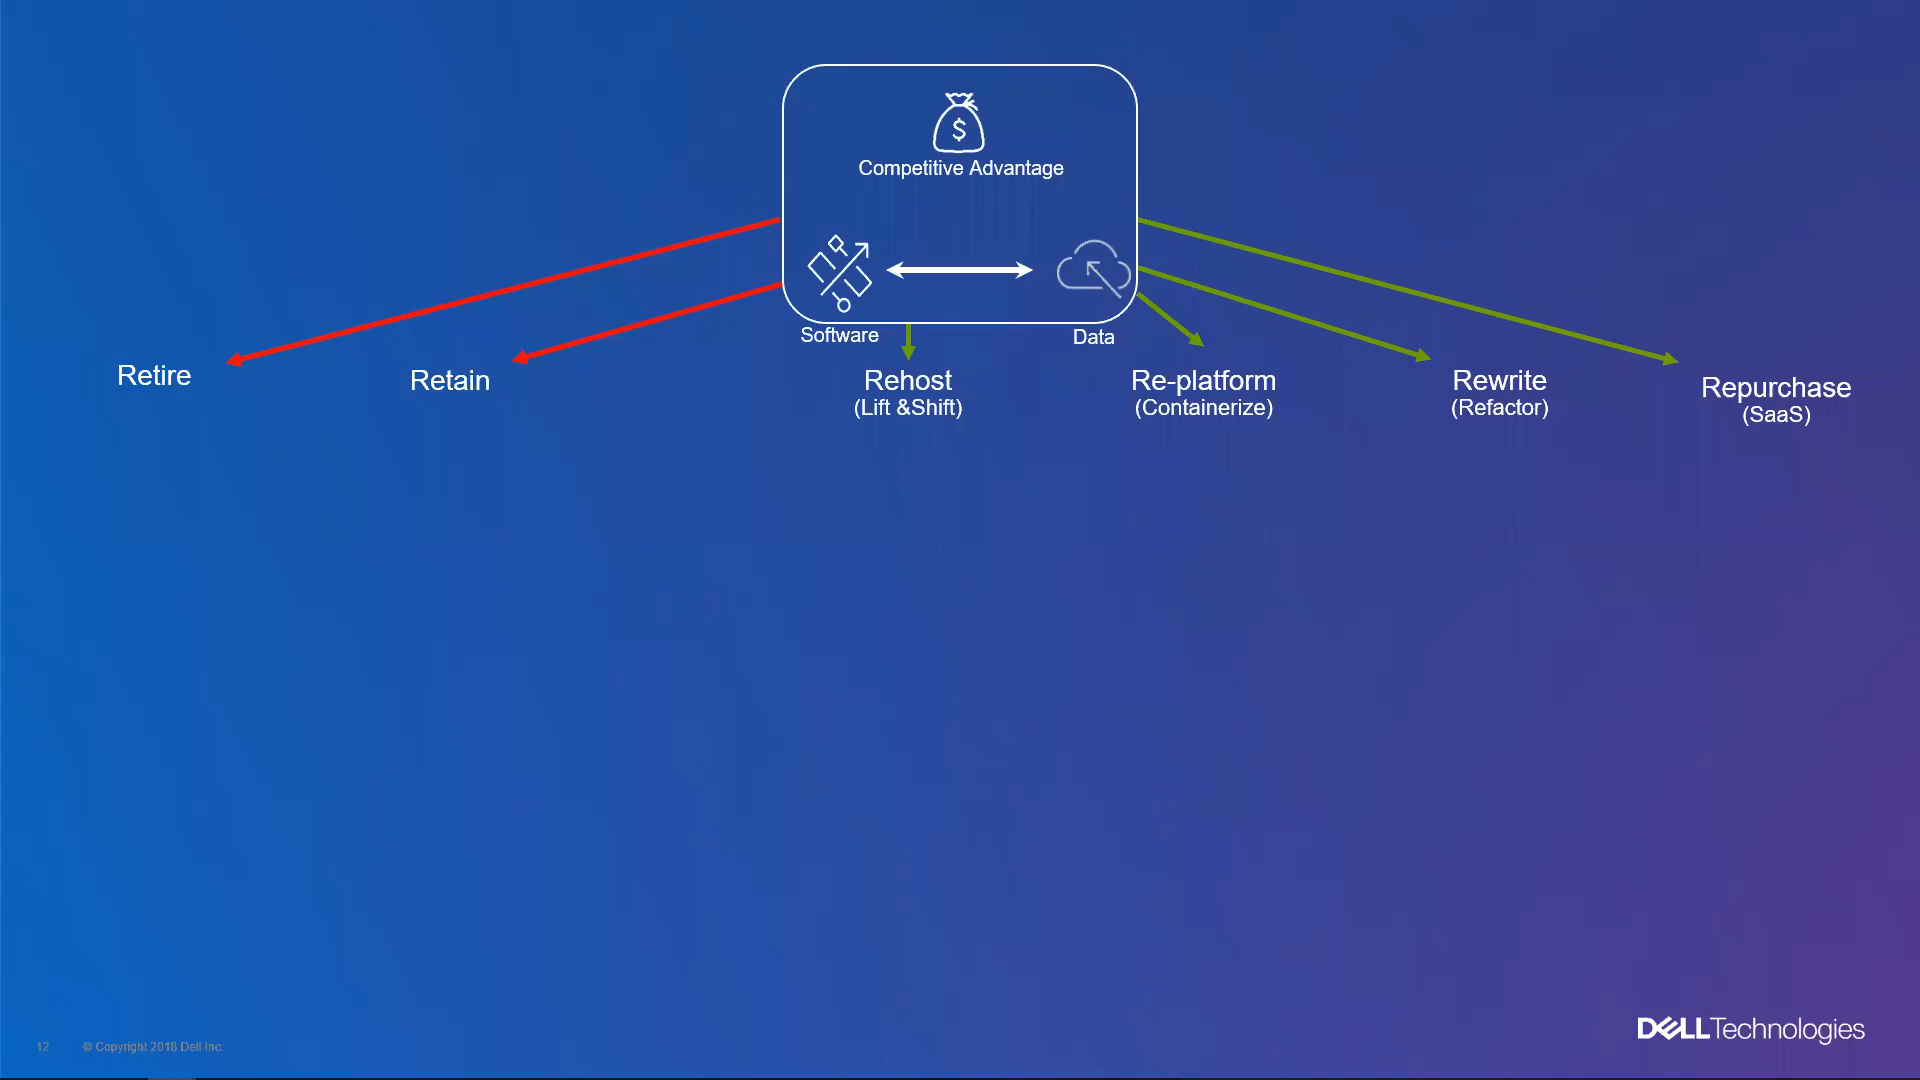 $
Competitive Advantage
Software
Data
Retire
Retain
Rehost
(Lift &Shift)
Re-platform
(Containerize)
Rewrite
(Refactor)
Repurchase
(SaaS)
12
© Copyright 2018 Dell Inc.
DELLTechnologies